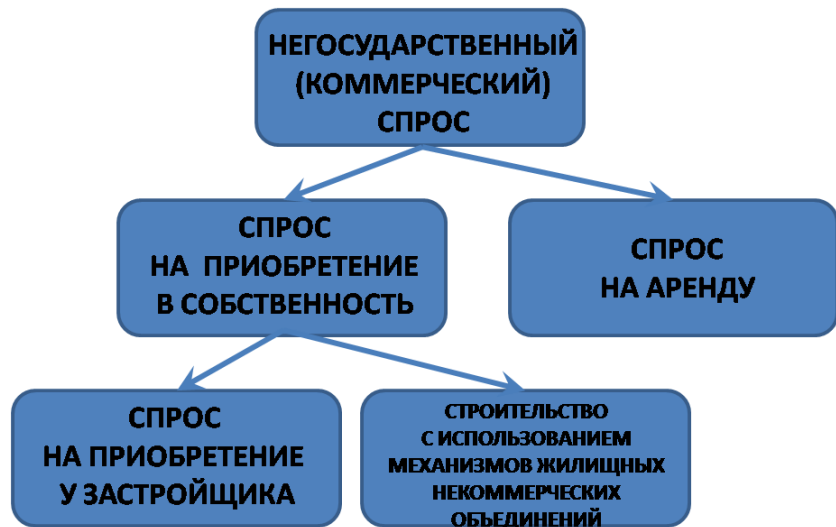 НЕГОСУДАРСТВЕННЫЙ
(КОММЕРЧЕСКИЙ)
СПРОС
СПРОС
НА ПРИОБРЕТЕНИЕ
В СОБСТВЕННОСТЬ
СПРОС
НА АРЕНДУ
СПРОС
НА ПРИОБРЕТЕНИЕ
У ЗАСТРОЙЩИКА
СТРОИТЕЛЬСТВО
С ИСПОЛЬЗОВАНИЕМ
МЕХАНИЗМОВ ЖИЛИЩНЫХ
НЕКОММЕРЧЕСКИХ
ОБЪЕДИНЕНИЙ